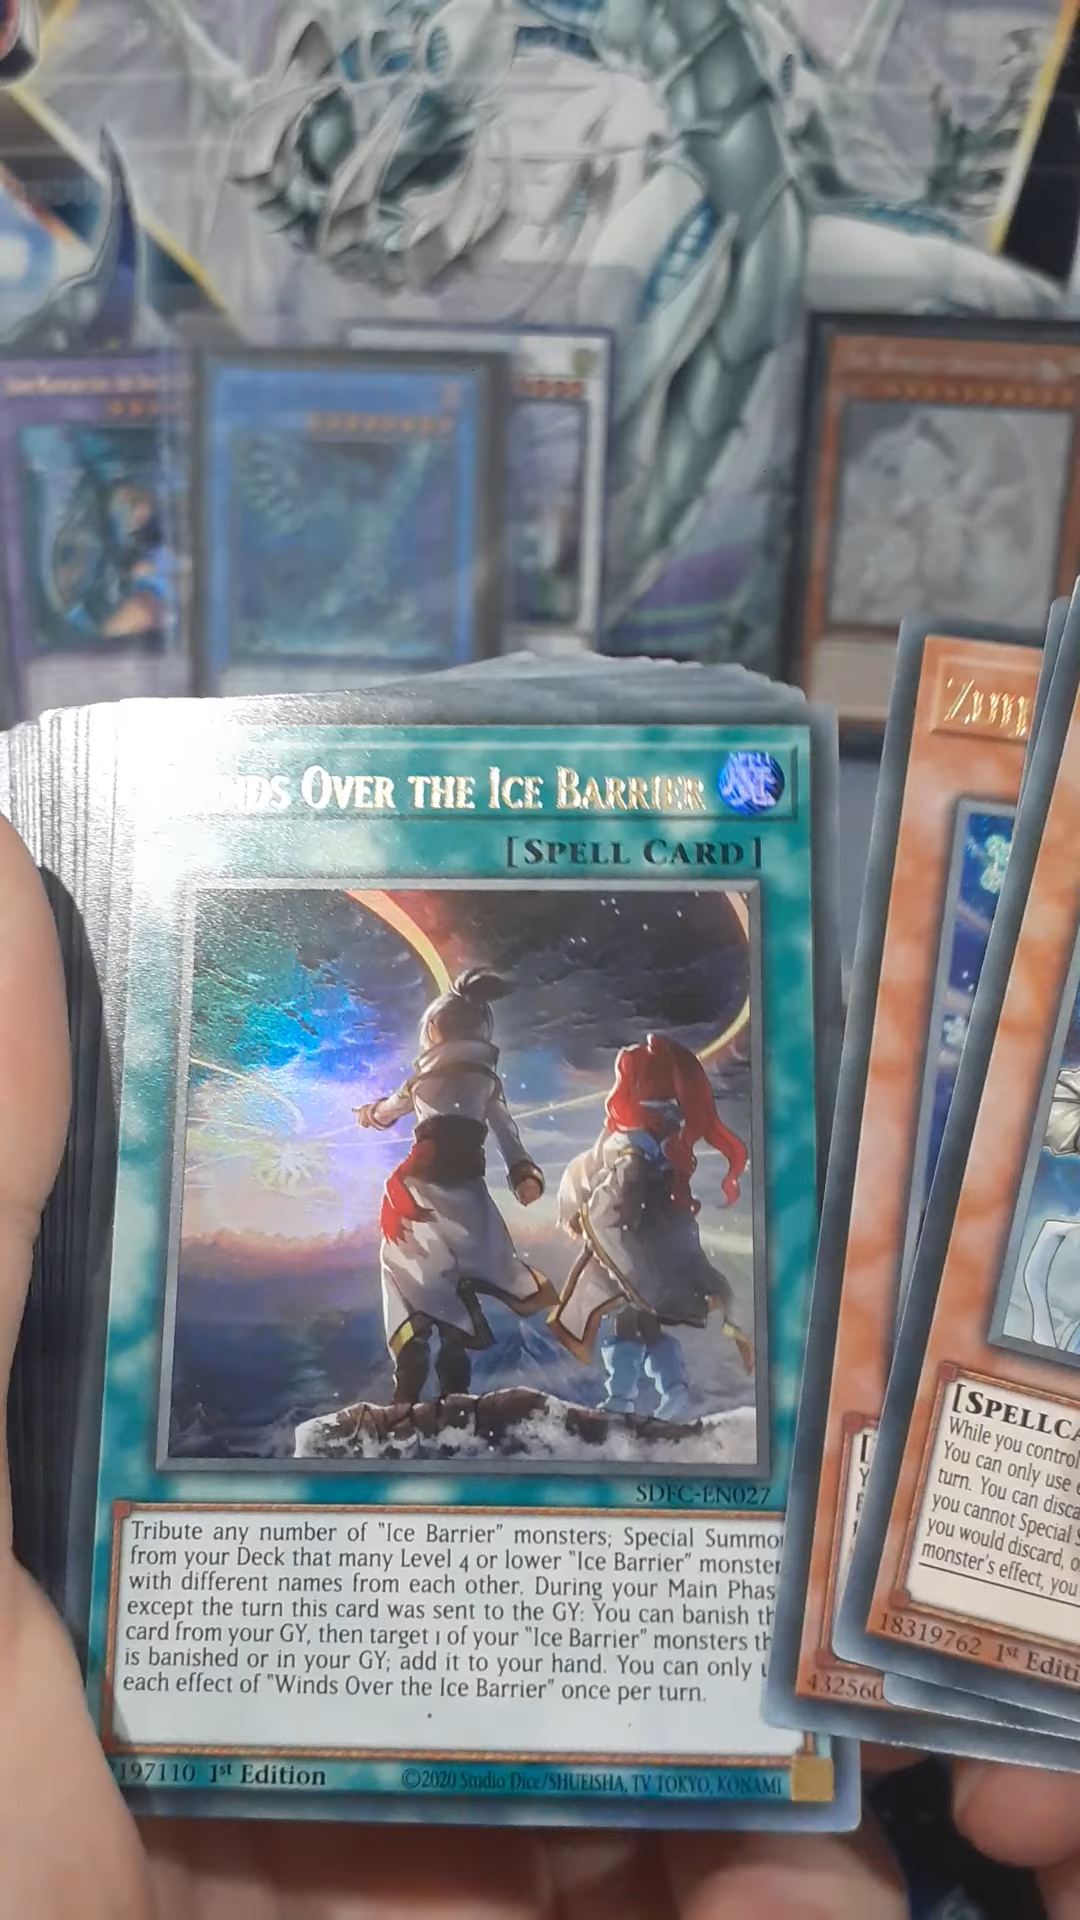 NDS OVER THE ICE BARRIER
[SPELL CARD]
SDFC-EN027
Tribute any number of "Ice Barrier" monsters; Special Summo
from your Deck that many Level 4 or lower "Ice Barrier" monster
with different names from each other. During your Main Phas
except the turn this card was sent to the GY: You can banish th
card from your GY, then target 1 of your "Ice Barrier" monsters th
is banished or in your GY; add it to your hand. You can only u
each effect of "Winds Over the Ice Barrier" once per turn.
197110 1st Edition
©2020 Studio Dice/SHUEISHA, TV TOKYO, KONAMI
432560
[SPELLCA
While you control
You can only use
turn. You can disca
you cannot Special S
you would discard, o
monster's effect, you
18319762 1st Editi